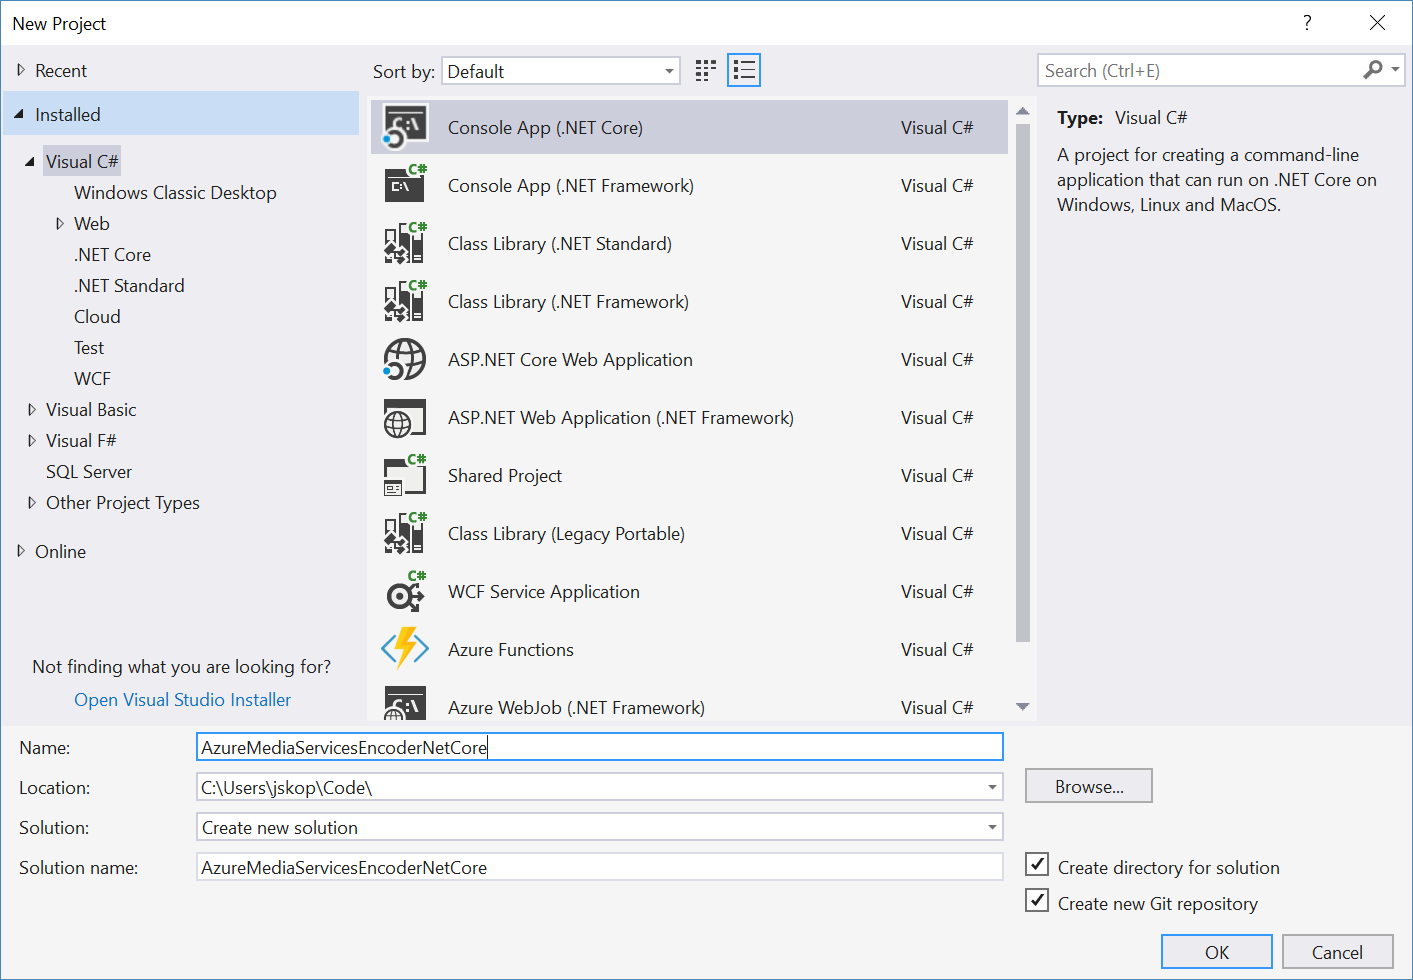 New Project
?
Recent
Installed
Visual C#
Windows Classic Desktop
Web
.NET Core
.NET Standard
Cloud
Test
WCF
Visual Basic
Visual F#
SQL Server
Other Project Types
Online
Not finding what you are looking for?
Open Visual Studio Installer
Sort by: Default
Console App (.NET Core) Visual C#
Console App (.NET Framework) Visual C#
Class Library (.NET Standard) Visual C#
Class Library (.NET Framework) Visual C#
ASP.NET Core Web Application Visual C#
ASP.NET Web Application (.NET Framework) Visual C#
Shared Project Visual C#
Class Library (Legacy Portable) Visual C#
WCF Service Application Visual C#
Azure Functions Visual C#
Azure WebJob (.NET Framework) Visual C#
Search (Ctrl+E)
Type: Visual C#
A project for creating a command-line
application that can run on .NET Core on
Windows, Linux and MacOS.
Name: AzureMediaServicesEncoderNetCore
Location: C:\Users\jskop\Code\
Browse...
Solution: Create new solution
Solution name: AzureMediaServicesEncoderNetCore
Create directory for solution
Create new Git repository
OK
Cancel